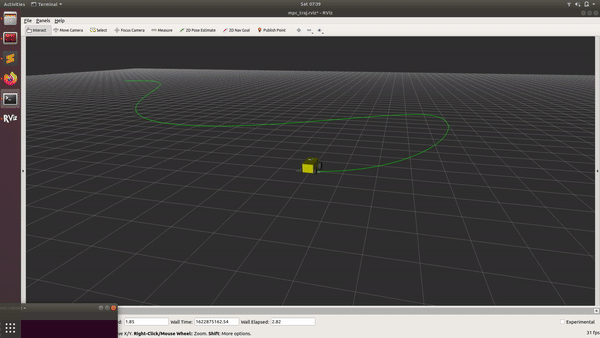 Activities Terminal Sat 07:39
mpc_traj.rviz* - RViz
File Panels Help
Interact Move Camera Select Focus Camera Measure 2D Pose Estimate 2D Nav Goal Publish Point
RViz
1.85 Wall Time: 1622875162.54 Wall Elapsed: 2.82 Experimental
X/Y. Right-Click/Mouse Wheel: Zoom. Shift: More options. 31 fps